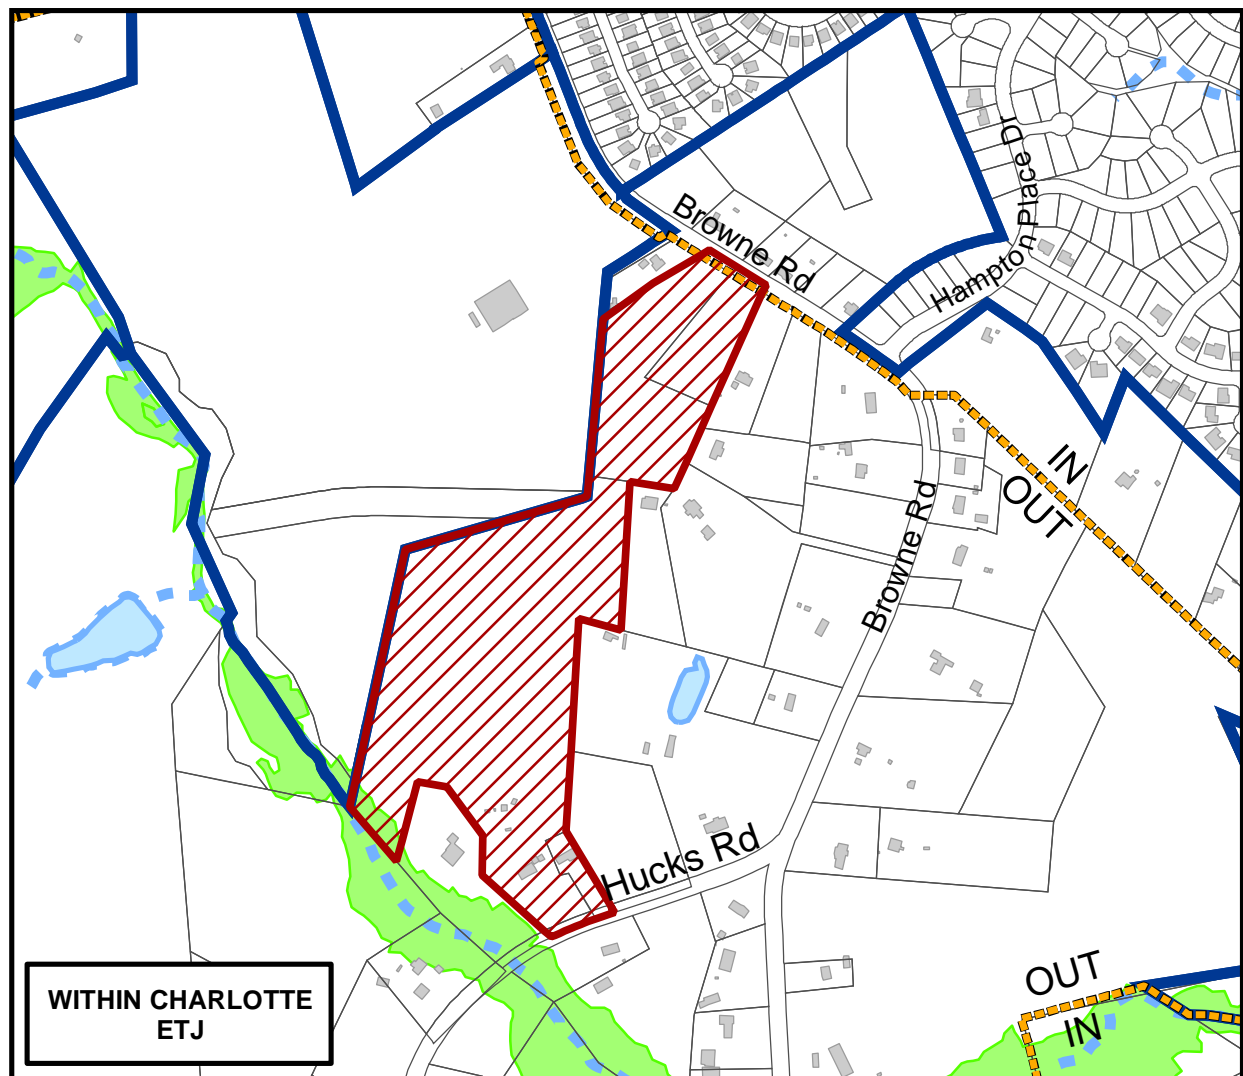 Browne Rd
Hampton Place Dr
IN
OUT
Browne Rd
Hucks Rd
OUT
IN
WITHIN CHARLOTTE
ETJ